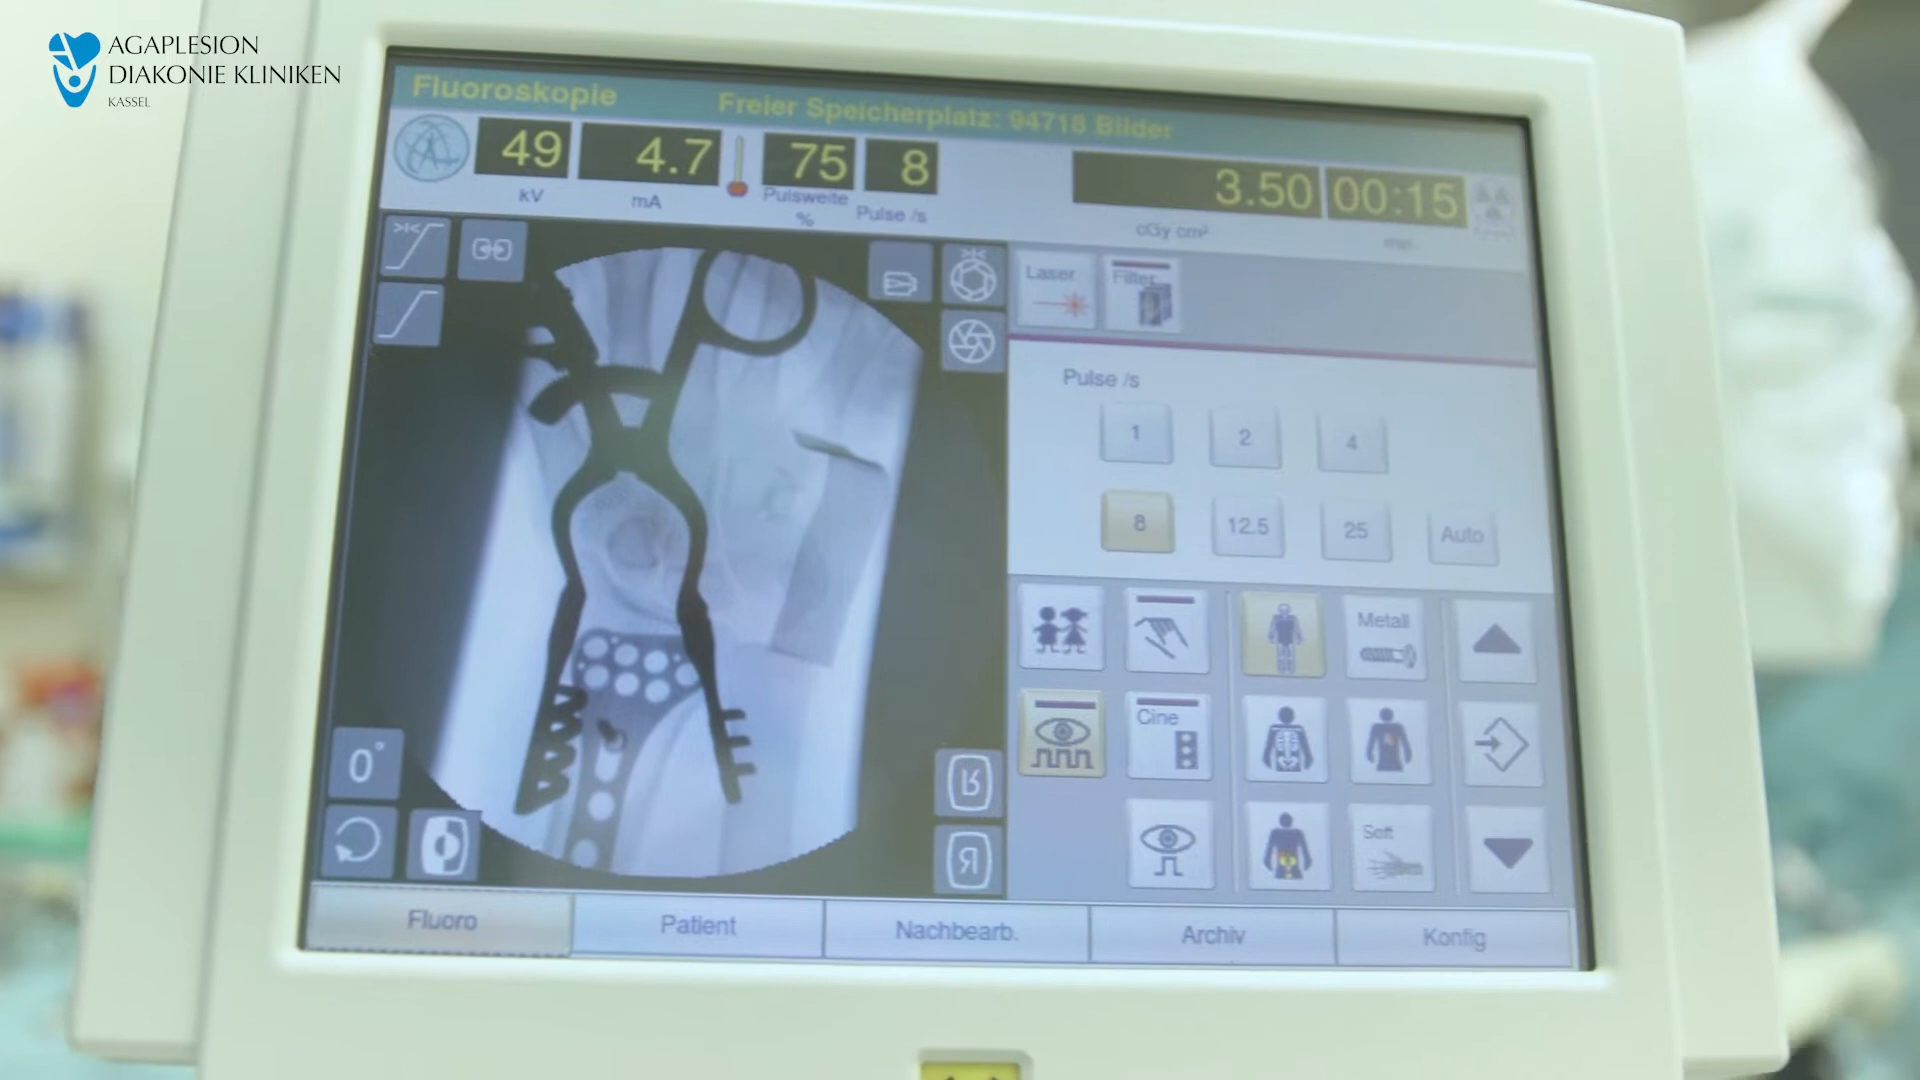 AGAPLESION
DIAKONIE KLINIKEN
KASSEL
Fluoroskopie
Freier Speicherplatz: 94718 Bilder
49 4.7 75 8 3.50 00:15
kV mA Pulsweite % Pulse /s cGy cm²
Laser Filter
Pulse /s
1 2 4
8 12.5 25 Auto
Metall
Cine
0°
R
R
Soft
Fluoro Patient Nachbearb. Archiv Konfig